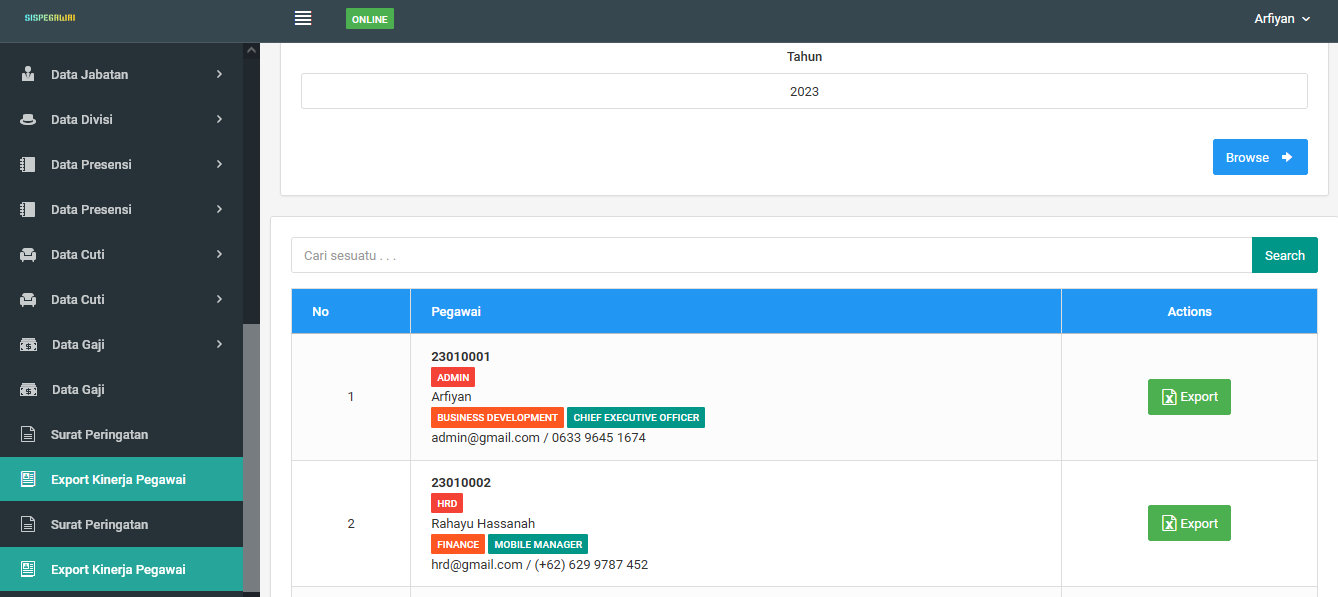 SISPEGAWAI
ONLINE
Arfiyan
Data Jabatan
Data Divisi
Data Presensi
Data Presensi
Data Cuti
Data Cuti
Data Gaji
Data Gaji
Surat Peringatan
Export Kinerja Pegawai
Surat Peringatan
Export Kinerja Pegawai
Tahun
2023
Browse
Cari sesuatu . . .
Search
No Pegawai Actions
23010001
ADMIN
1 Arfiyan Export
BUSINESS DEVELOPMENT CHIEF EXECUTIVE OFFICER
admin@gmail.com / 0633 9645 1674
23010002
HRD
2 Rahayu Hassanah Export
FINANCE MOBILE MANAGER
hrd@gmail.com / (+62) 629 9787 452